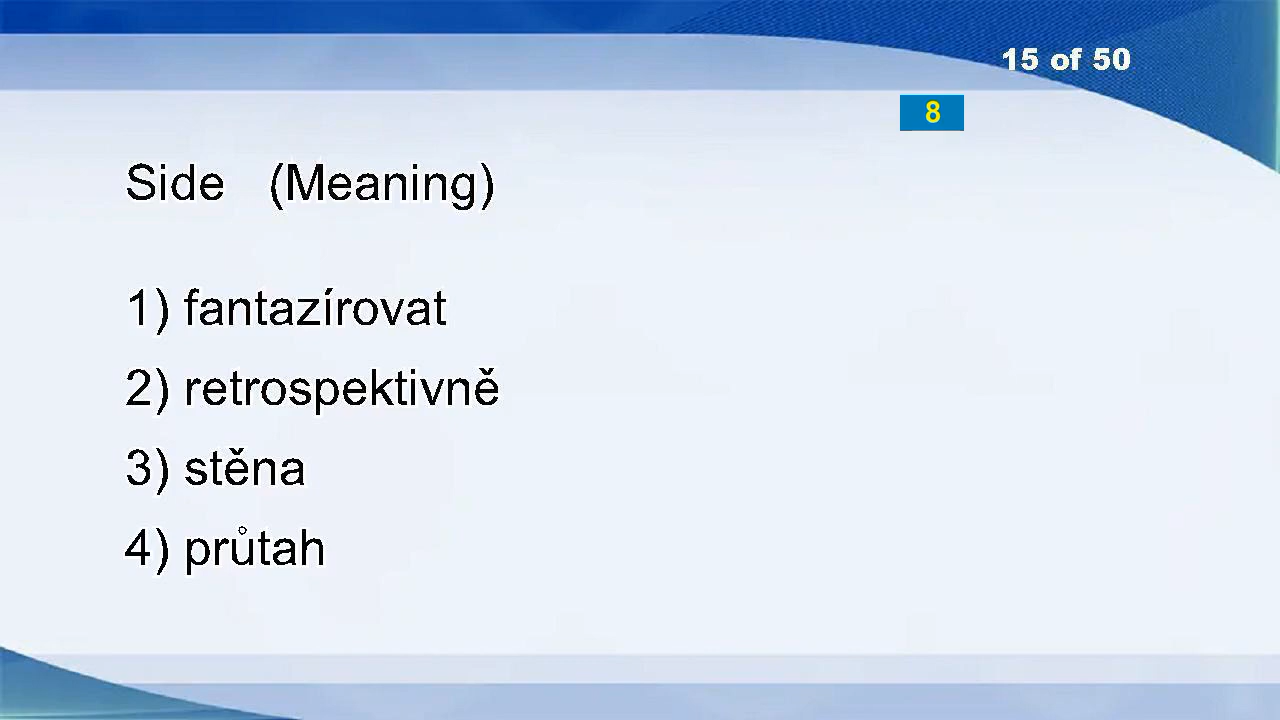 15 of 50
8
Side (Meaning)
1) fantazírovat
2) retrospektivně
3) stěna
4) průtah